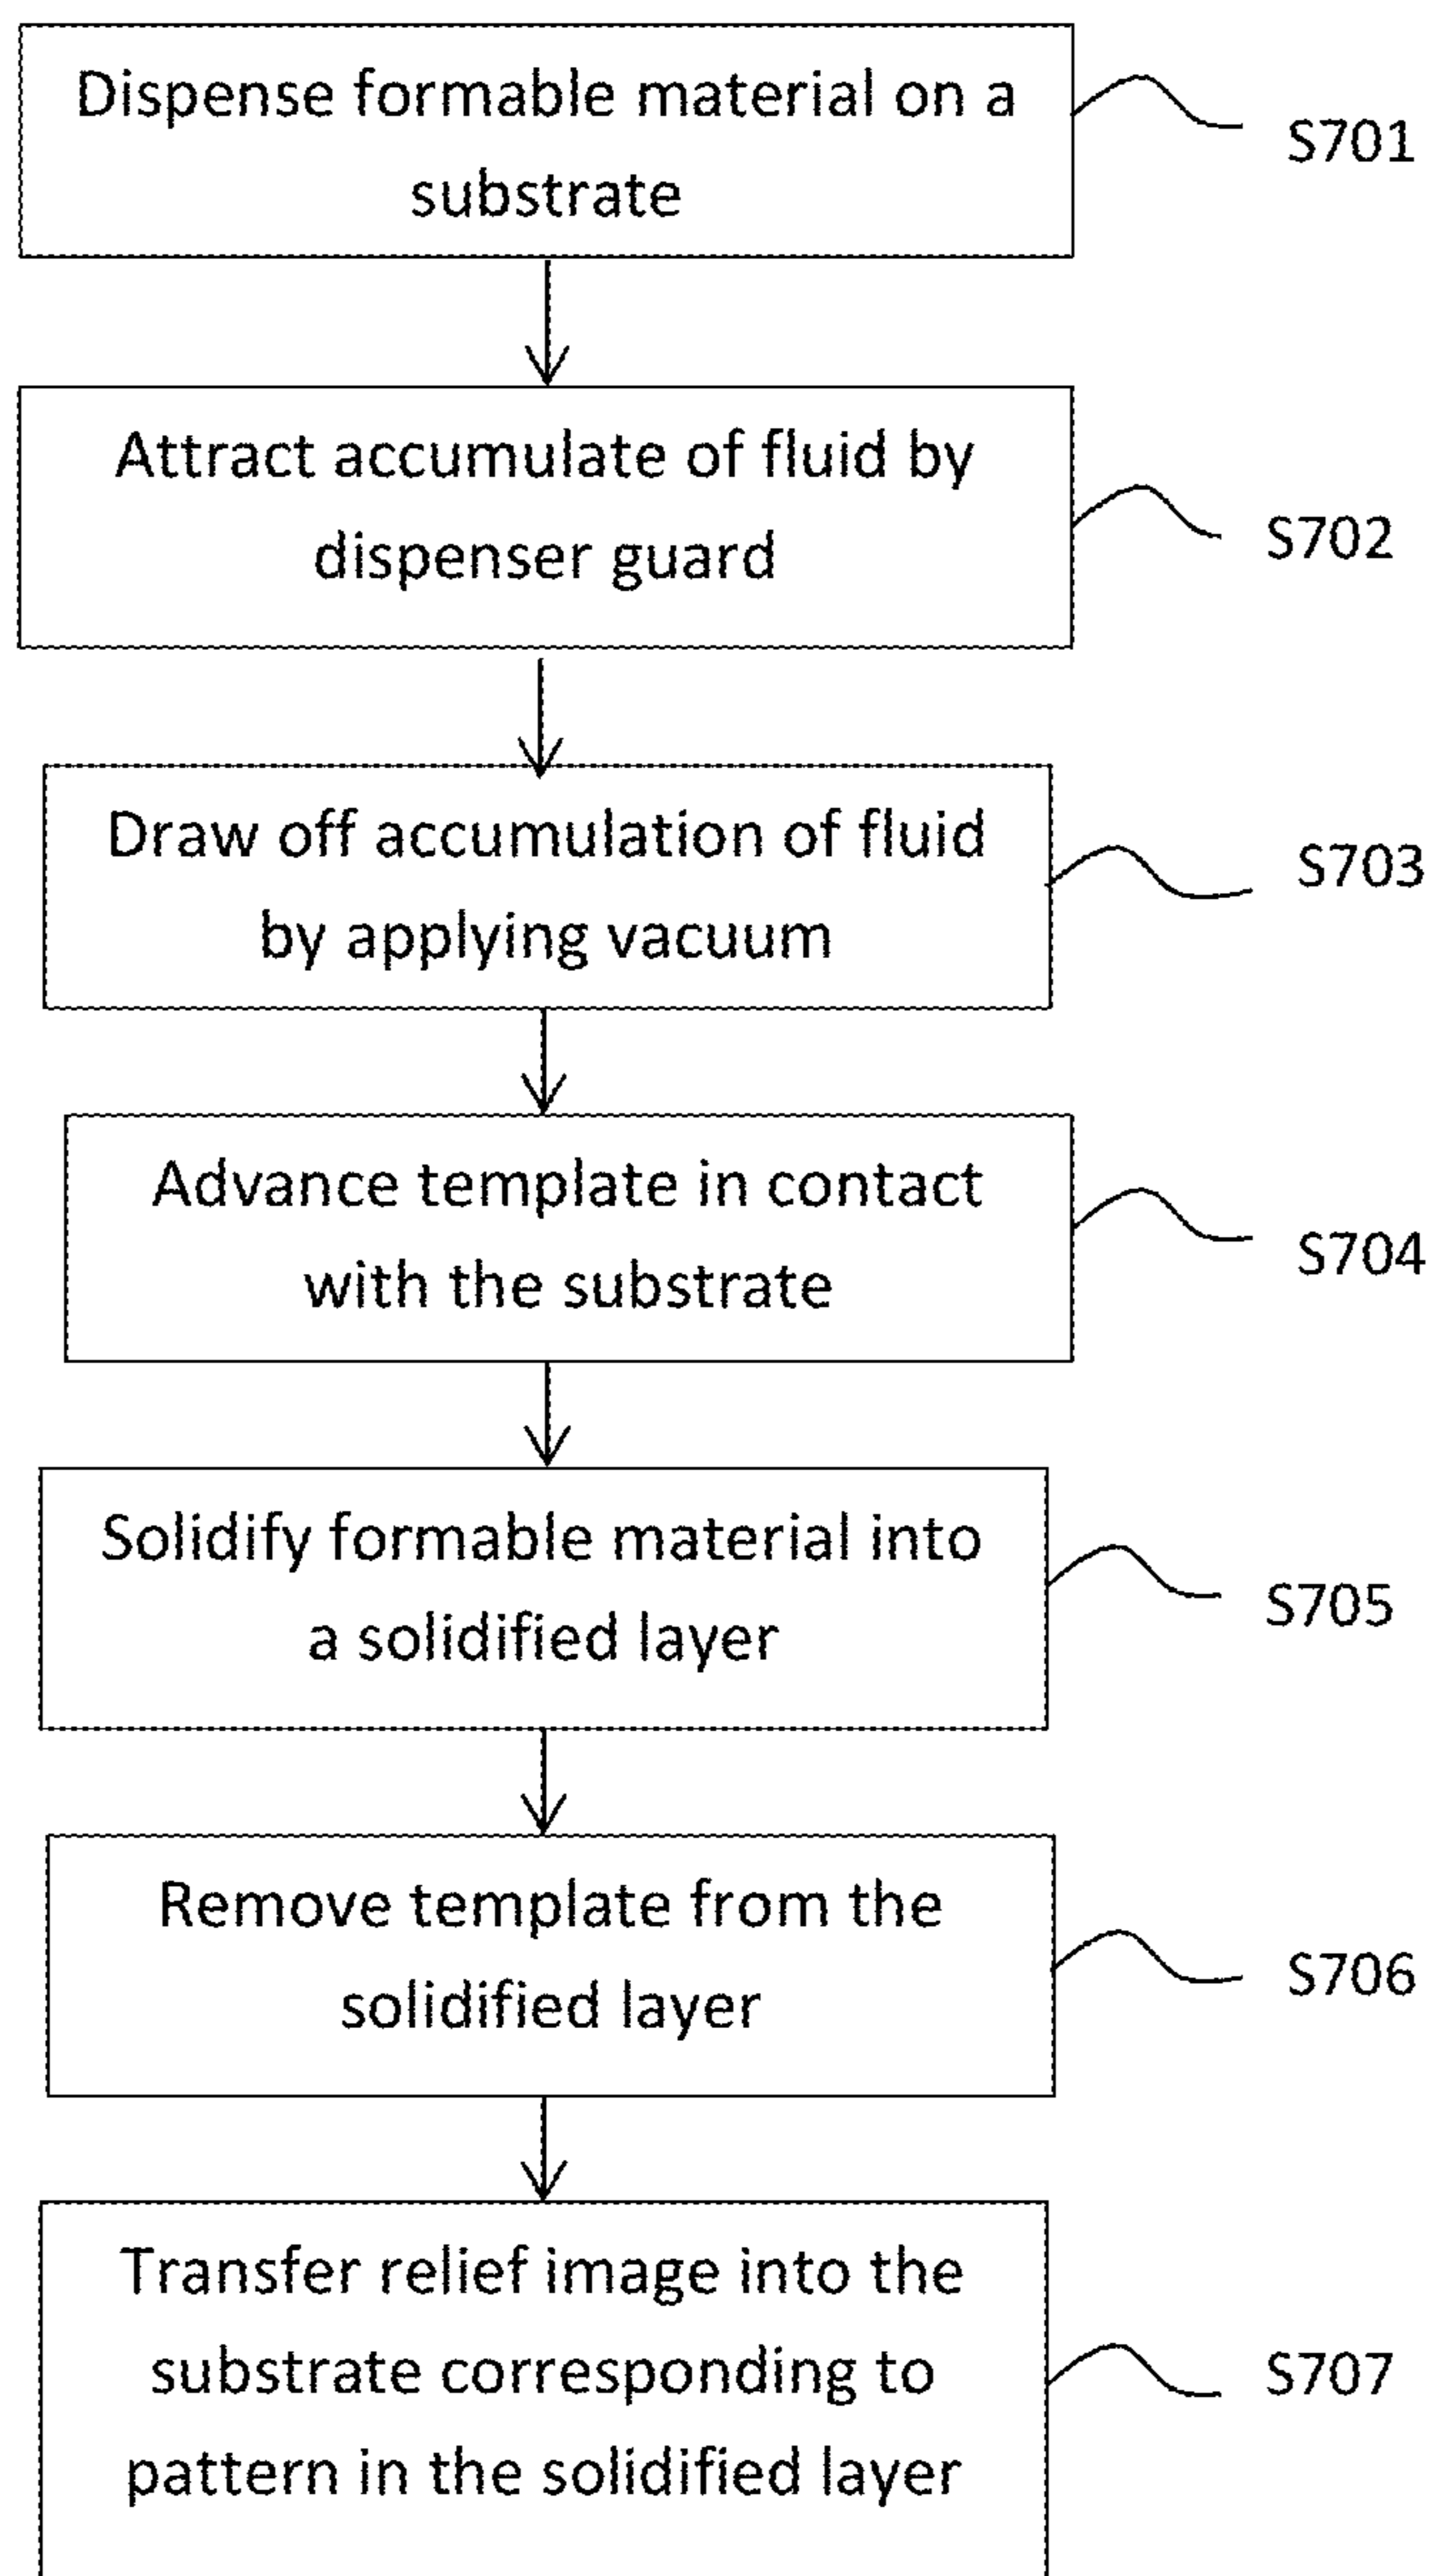 Dispense formable material on a
substrate
S701
Attract accumulate of fluid by
dispenser guard
S702
Draw off accumulation of fluid
by applying vacuum
S703
Advance template in contact
with the substrate
S704
Solidify formable material into
a solidified layer
S705
Remove template from the
solidified layer
S706
Transfer relief image into the
substrate corresponding to
pattern in the solidified layer
S707